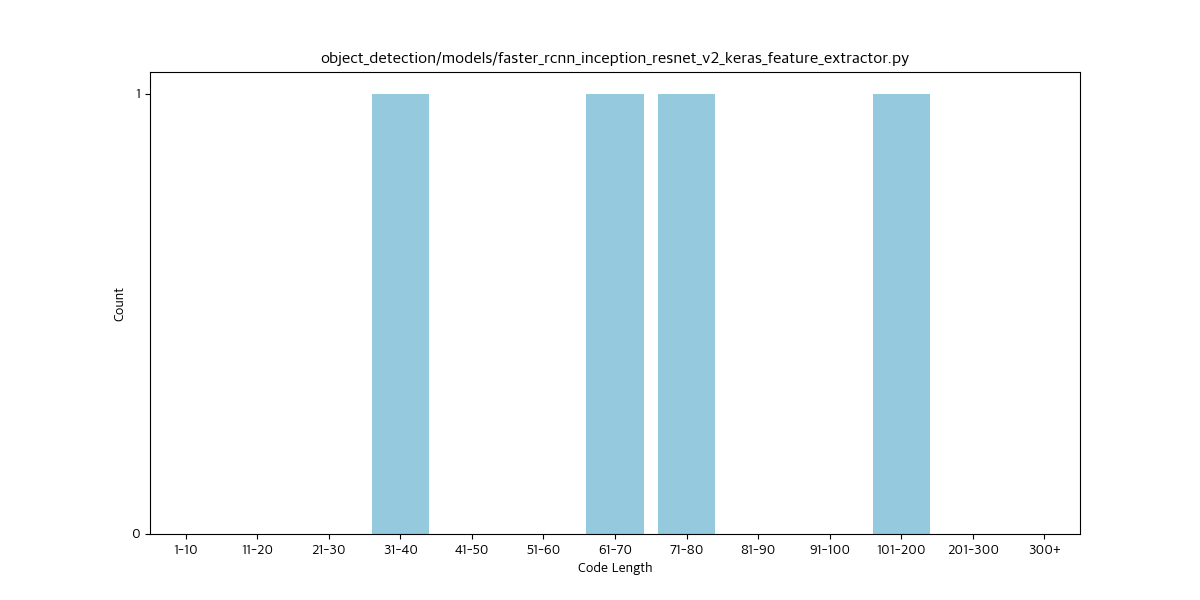 object_detection/models/faster_rcnn_inception_resnet_v2_keras_feature_extractor.py
1
Count
0
1-10 11-20 21-30 31-40 41-50 51-60 61-70 71-80 81-90 91-100 101-200 201-300 300+
Code Length